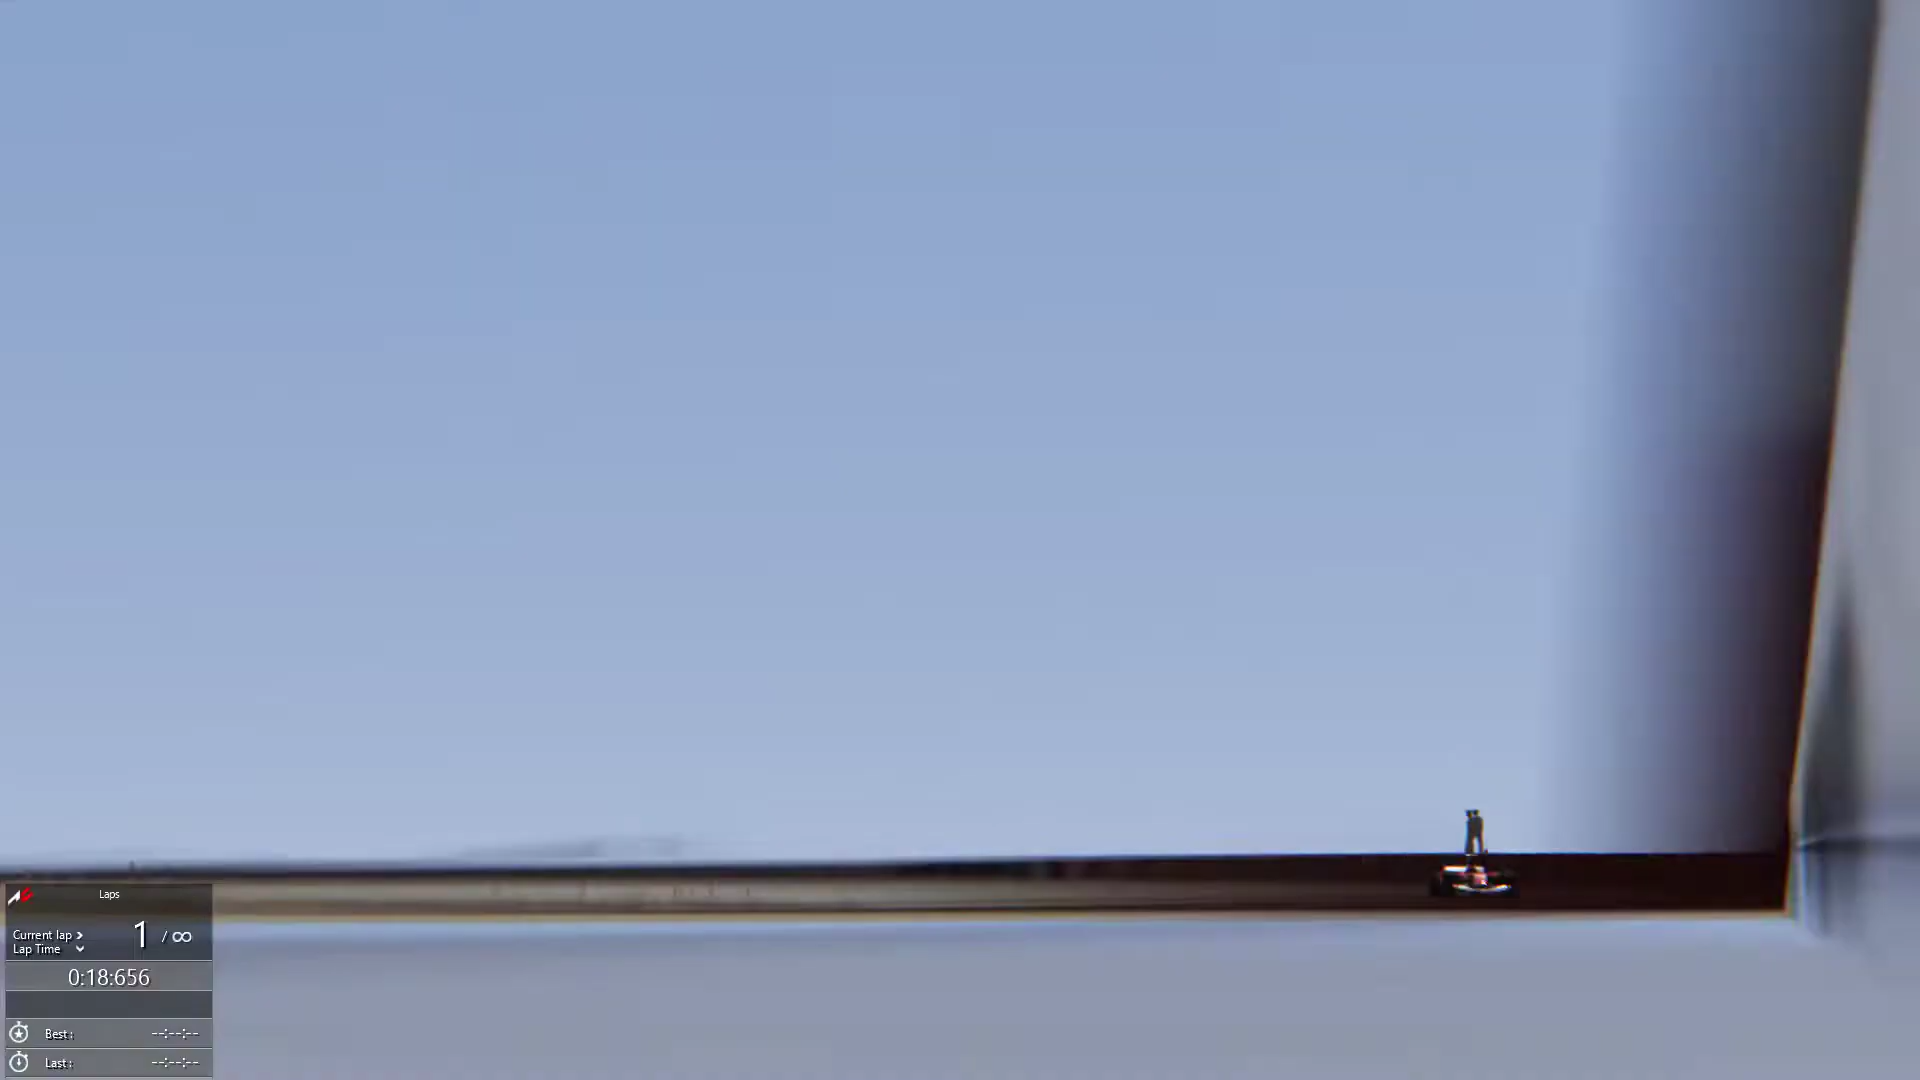 Laps
Current lap > 1 / ∞
Lap Time
0:18:656
Best : --:--:--
Last : --:--:--